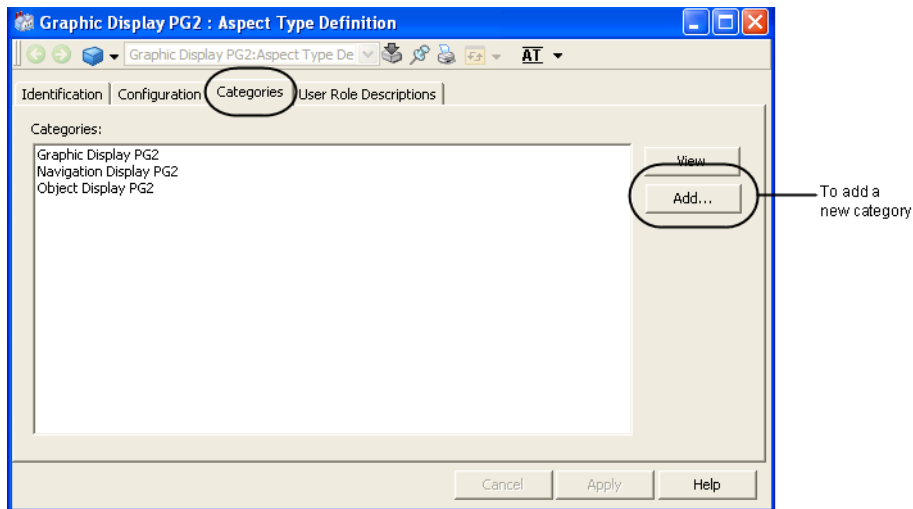 Graphic Display PG2 : Aspect Type Definition
Graphic Display PG2:Aspect Type De
AT
Identification
Configuration
Categories
User Role Descriptions
Categories:
Graphic Display PG2
Navigation Display PG2
Object Display PG2
View
Add...
To add a
new category
Cancel
Apply
Help